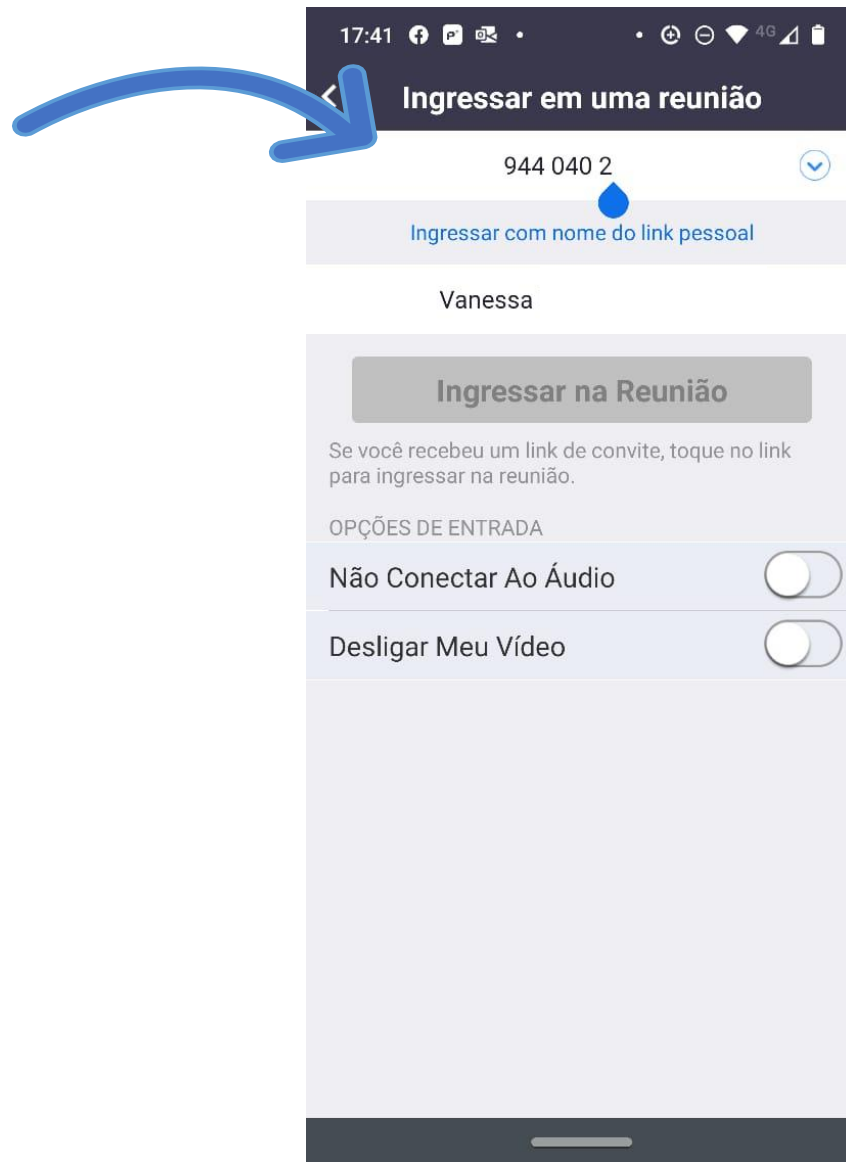 17:41
4G
Ingressar em uma reunião
944 040 2
Ingressar com nome do link pessoal
Vanessa
Ingressar na Reunião
Se você recebeu um link de convite, toque no link
para ingressar na reunião.
OPÇÕES DE ENTRADA
Não Conectar Ao Áudio
Desligar Meu Vídeo